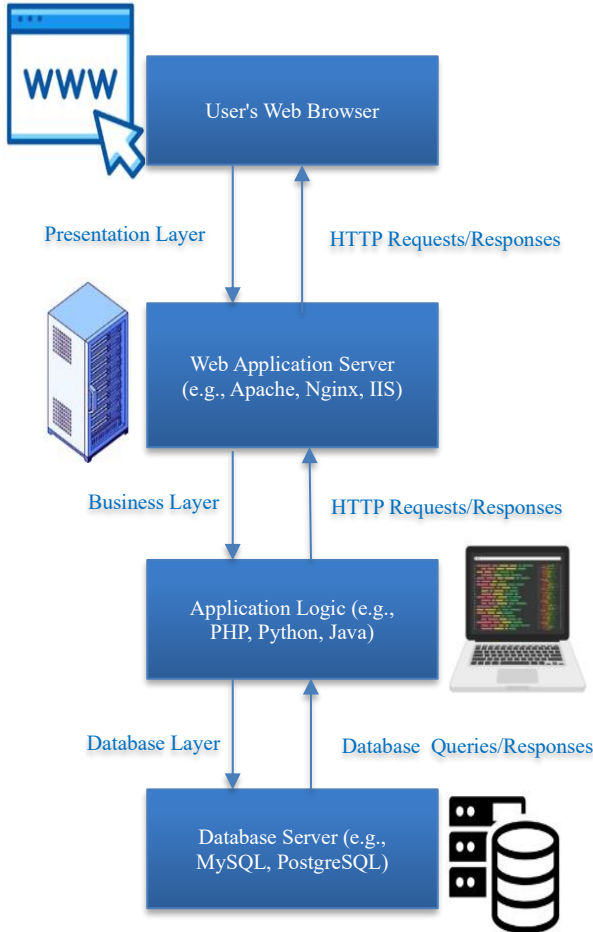 WWW
User's Web Browser
Presentation Layer
HTTP Requests/Responses
Web Application Server
(e.g., Apache, Nginx, IIS)
Business Layer
HTTP Requests/Responses
Application Logic (e.g.,
PHP, Python, Java)
Database Layer
Database Queries/Responses
Database Server (e.g.,
MySQL, PostgreSQL)